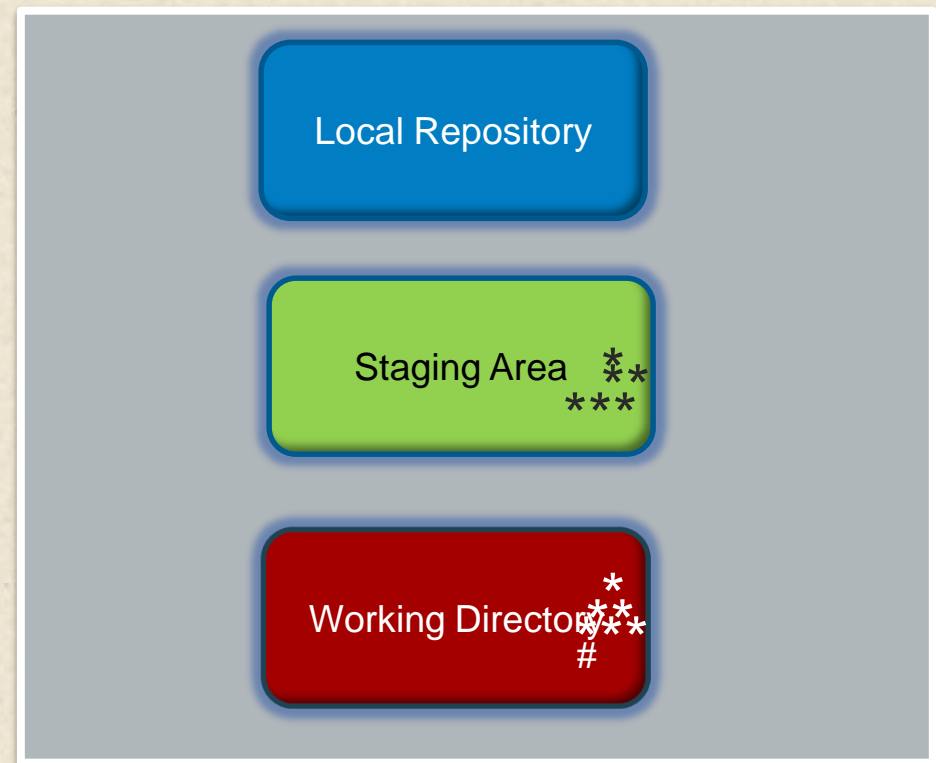 Local Repository
Staging Area
*
**
***
Working Directory
*
**
***
#